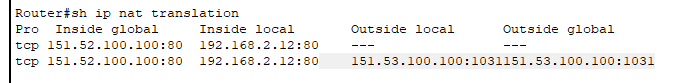 Router#sh ip nat translation
Pro  Inside global     Inside local       Outside local      Outside global
tcp 151.52.100.100:80  192.168.2.12:80    ---                ---
tcp 151.52.100.100:80  192.168.2.12:80    151.53.100.100:1031151.53.100.100:1031